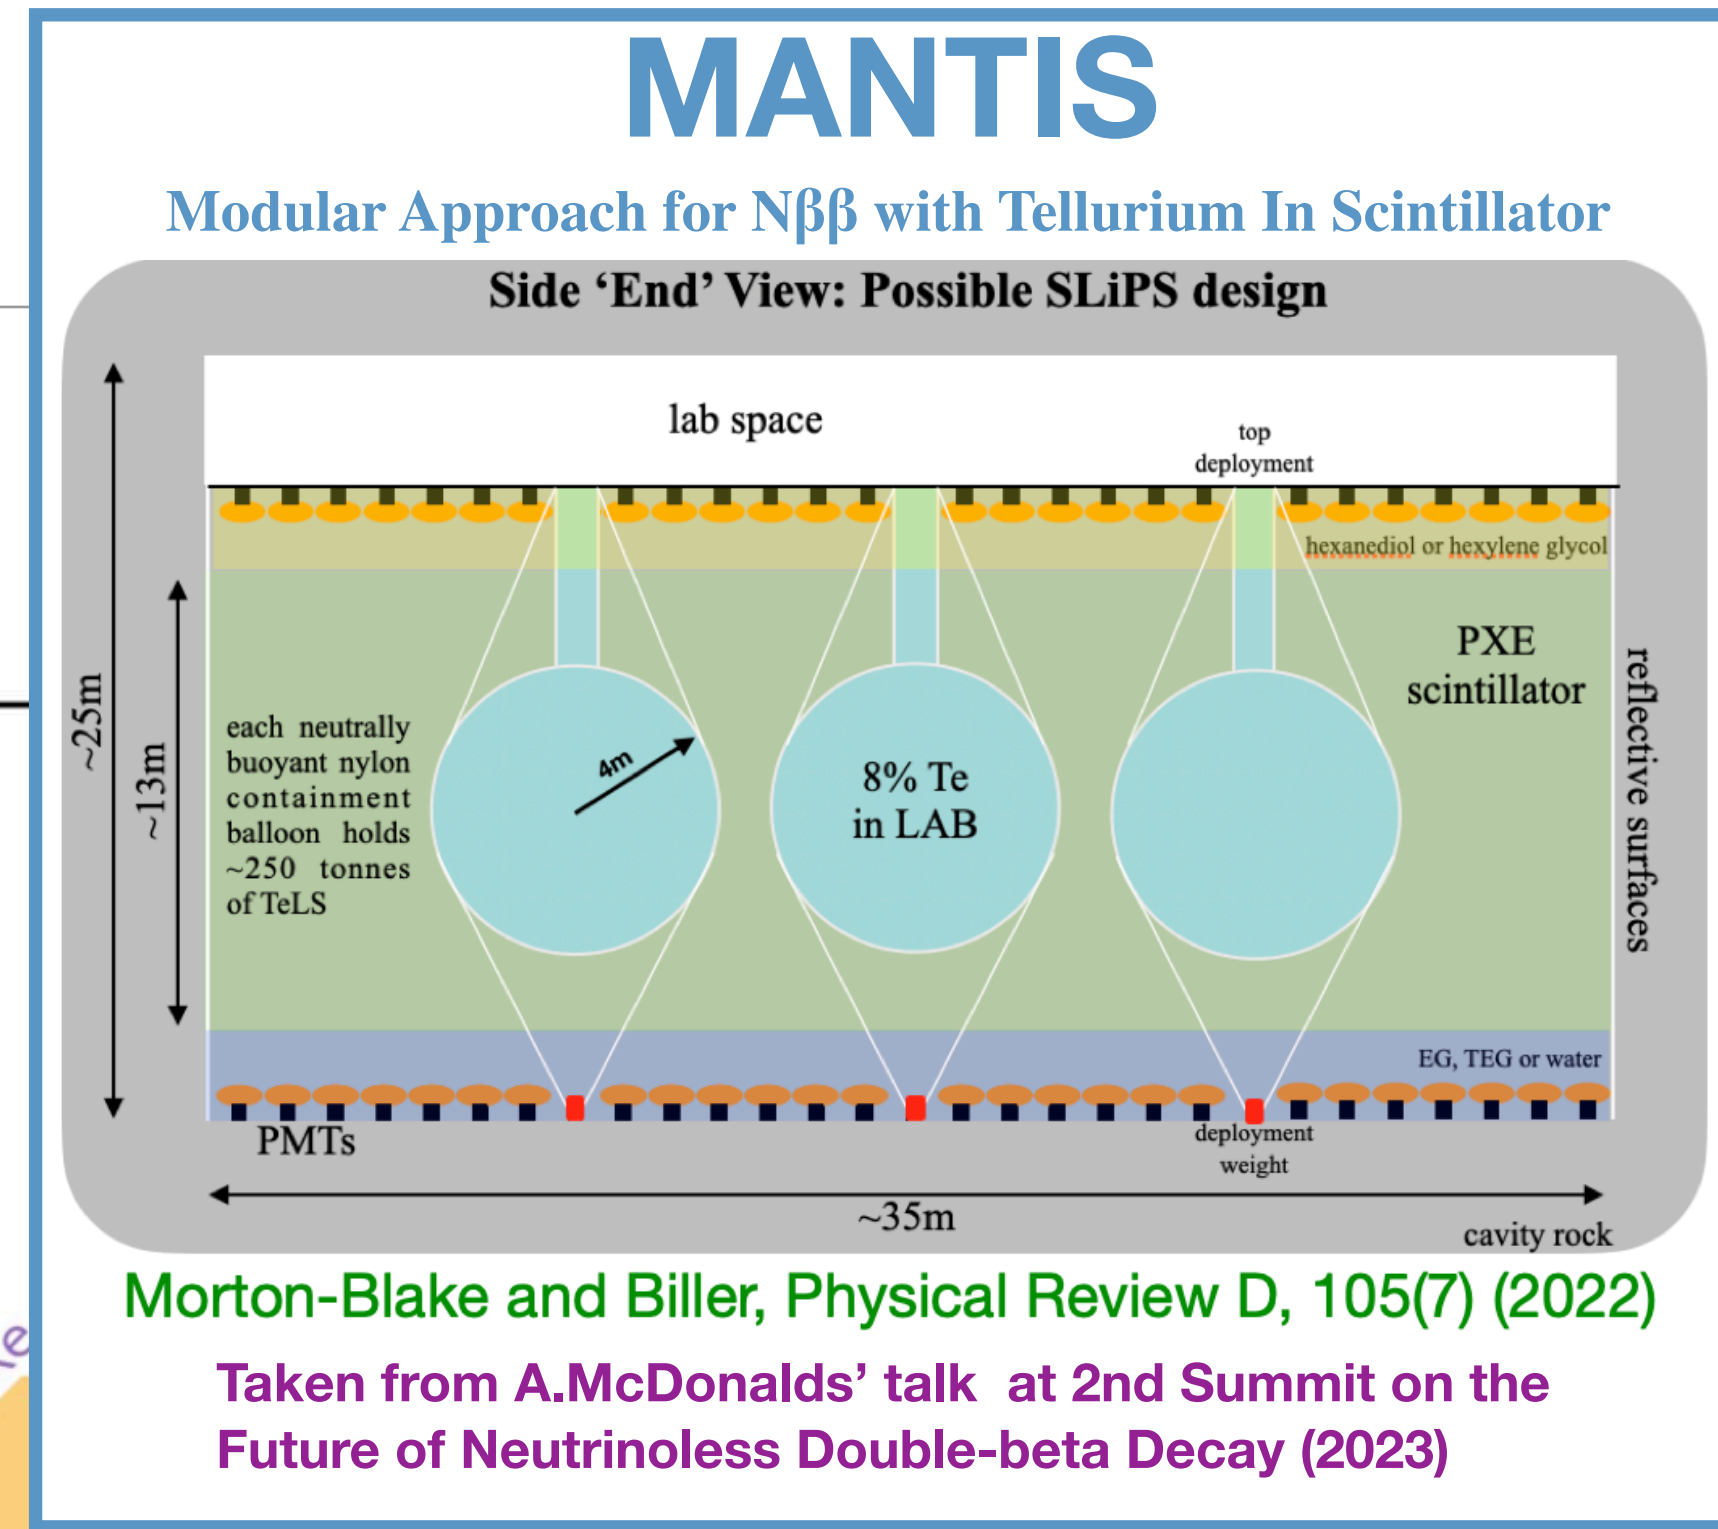 MANTIS
Modular Approach for Nββ with Tellurium In Scintillator
Side ‘End’ View: Possible SLiPS design
lab space
top
deployment
hexanediol or hexylene glycol
PXE
scintillator
reflective surfaces
~25m
~13m
each neutrally
buoyant nylon
containment
balloon holds
~250 tonnes
of TeLS
4m
8% Te
in LAB
EG, TEG or water
PMTs
deployment
weight
~35m
cavity rock
Morton-Blake and Biller, Physical Review D, 105(7) (2022)
Taken from A.McDonalds’ talk at 2nd Summit on the
Future of Neutrinoless Double-beta Decay (2023)